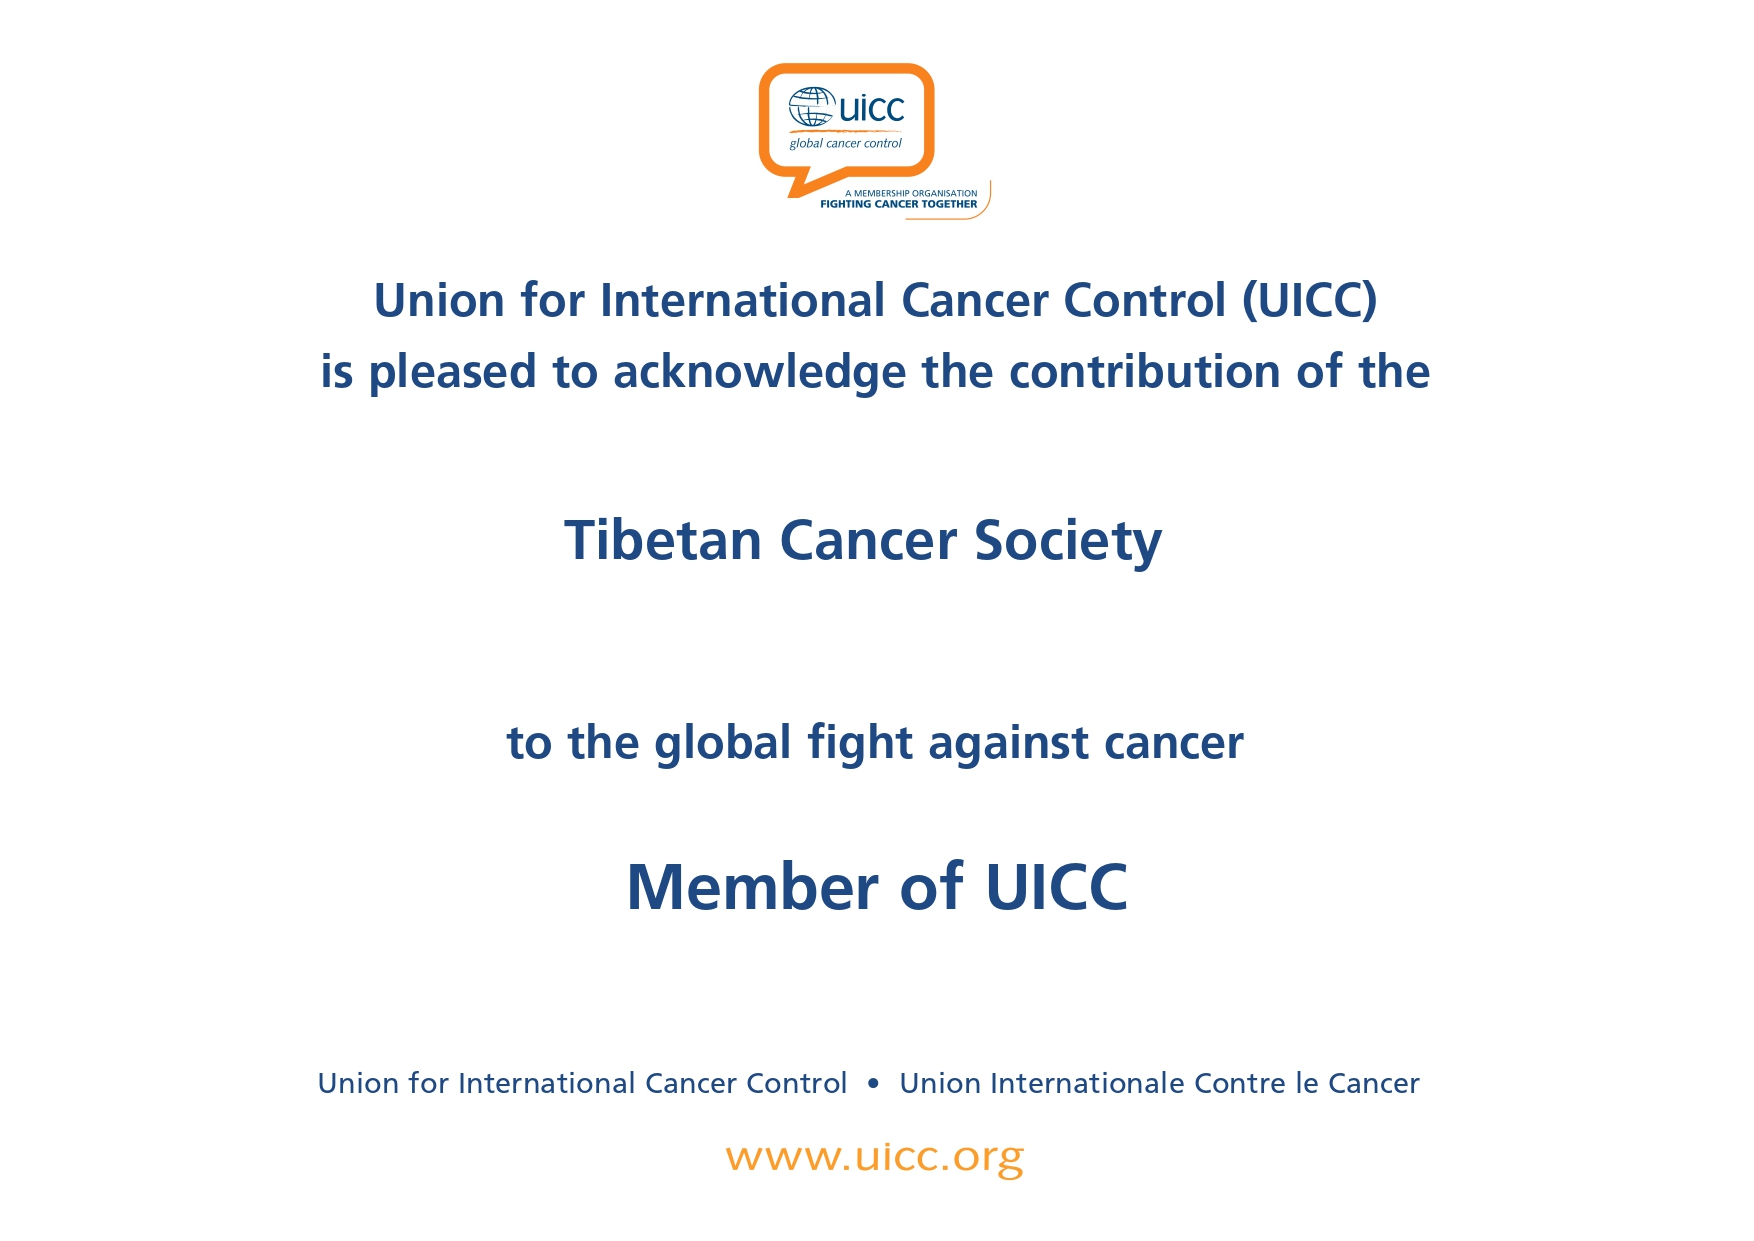 uicc
global cancer control
A MEMBERSHIP ORGANISATION
FIGHTING CANCER TOGETHER
Union for International Cancer Control (UICC)
is pleased to acknowledge the contribution of the
Tibetan Cancer Society
to the global fight against cancer
Member of UICC
Union for International Cancer Control • Union Internationale Contre le Cancer
www.uicc.org